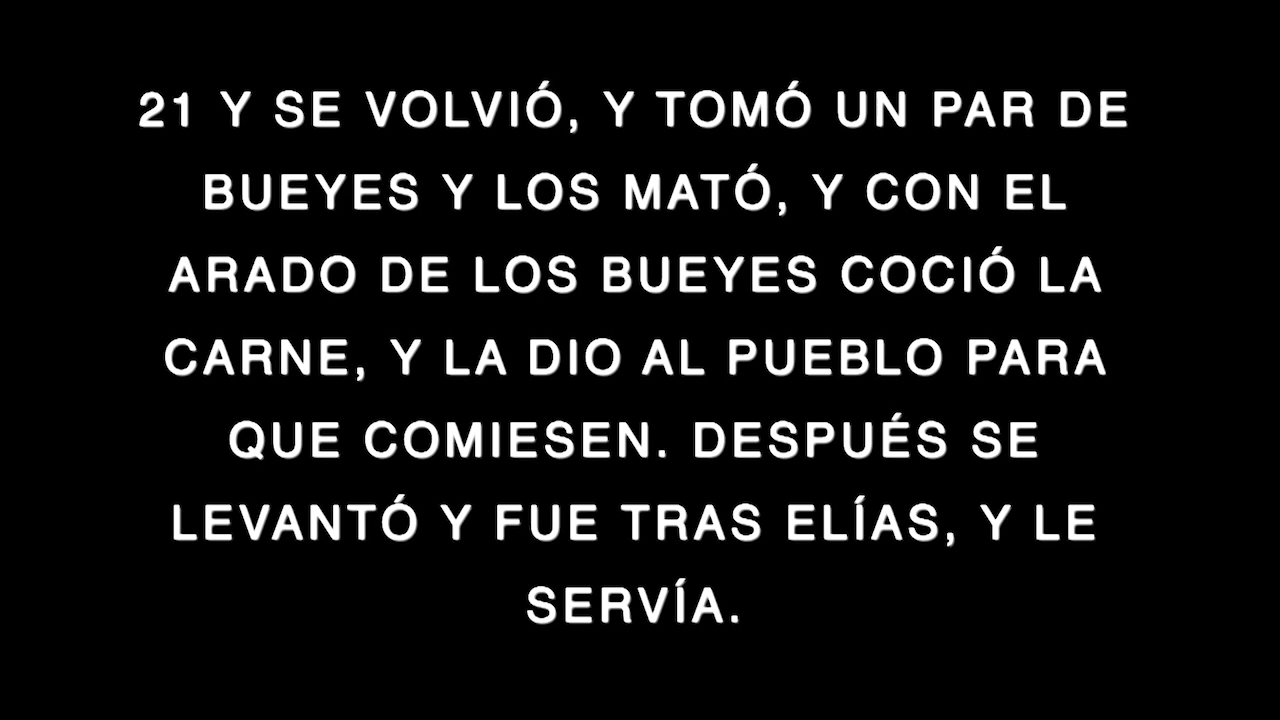 21 Y SE VOLVIÓ, Y TOMÓ UN PAR DE
BUEYES Y LOS MATÓ, Y CON EL
ARADO DE LOS BUEYES COCIÓ LA
CARNE, Y LA DIO AL PUEBLO PARA
QUE COMIESEN. DESPUÉS SE
LEVANTÓ Y FUE TRAS ELÍAS, Y LE
SERVÍA.